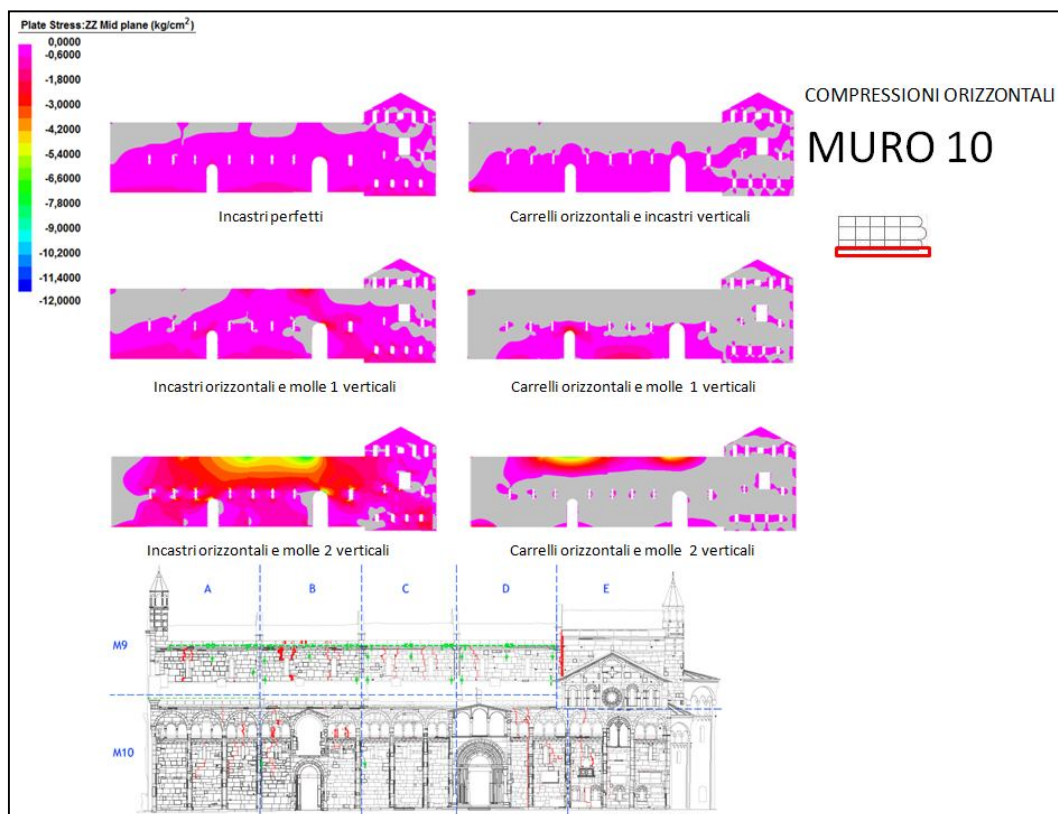 Plate Stress:ZZ Mid plane (kg/cm²)
0,0000
-0,6000
-1,8000
-3,0000
-4,2000
-5,4000
-6,6000
-7,8000
-9,0000
-10,2000
-11,4000
-12,0000
COMPRESSIONI ORIZZONTALI
MURO 10
Incastri perfetti
Carrelli orizzontali e incastri verticali
Incastri orizzontali e molle 1 verticali
Carrelli orizzontali e molle 1 verticali
Incastri orizzontali e molle 2 verticali
Carrelli orizzontali e molle 2 verticali
A B C D E
M9
M10